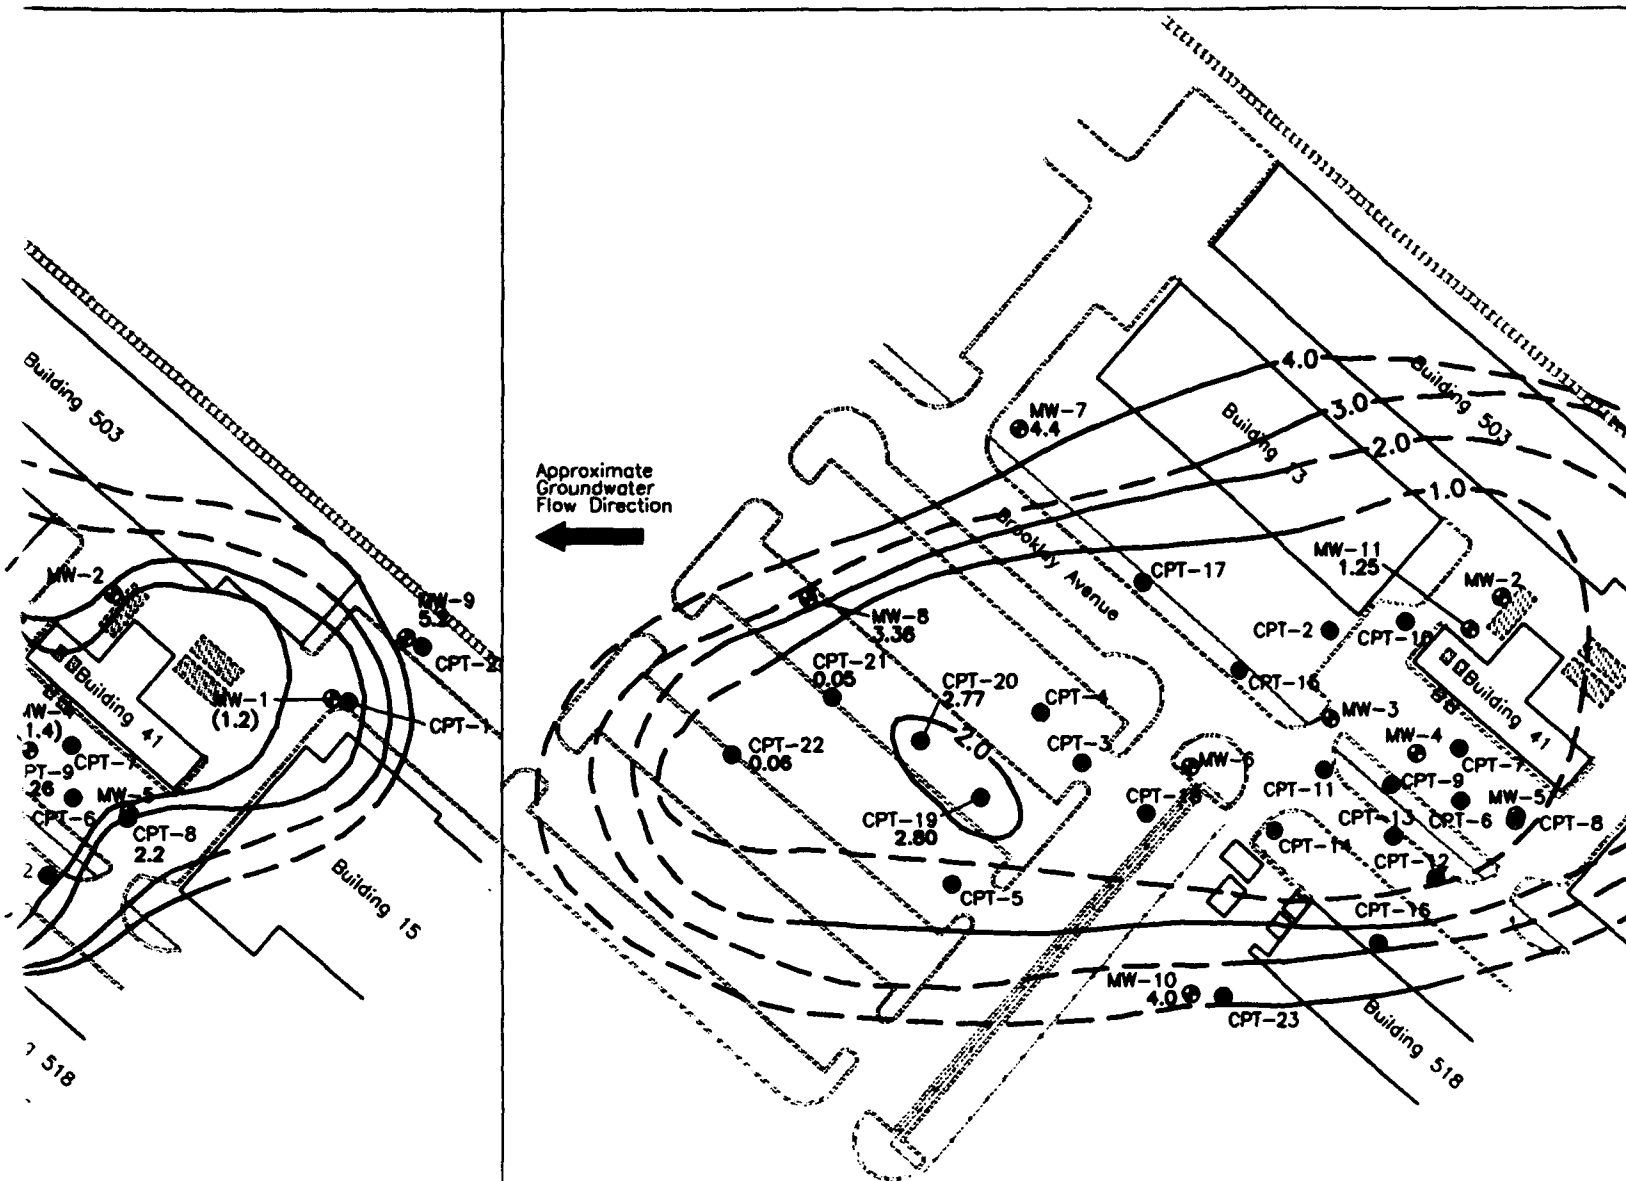 Building 503
MW-2
MW-9
5.2
CPT-2
MW-1
(1.2)
CPT-1
Building 41
1.4)
CPT-7
CPT-9
.26
MW-5
CPT-6
CPT-8
2.2
2
Building 15
518
Approximate
Groundwater
Flow Direction
MW-7
4.4
4.0
3.0
2.0
1.0
Building 503
Building 73
Brookley Avenue
MW-11
1.25
MW-2
CPT-17
MW-8
3.36
CPT-2
CPT-10
CPT-21
0.05
CPT-20
2.77
CPT-4
CPT-16
Building 41
MW-3
2.0
CPT-22
0.06
CPT-3
MW-6
MW-4
CPT-7
CPT-11
CPT-9
CPT-19
2.80
CPT-18
CPT-13
CPT-6
MW-5
CPT-8
CPT-14
CPT-12
CPT-5
CPT-15
MW-10
4.0
CPT-23
Building 518